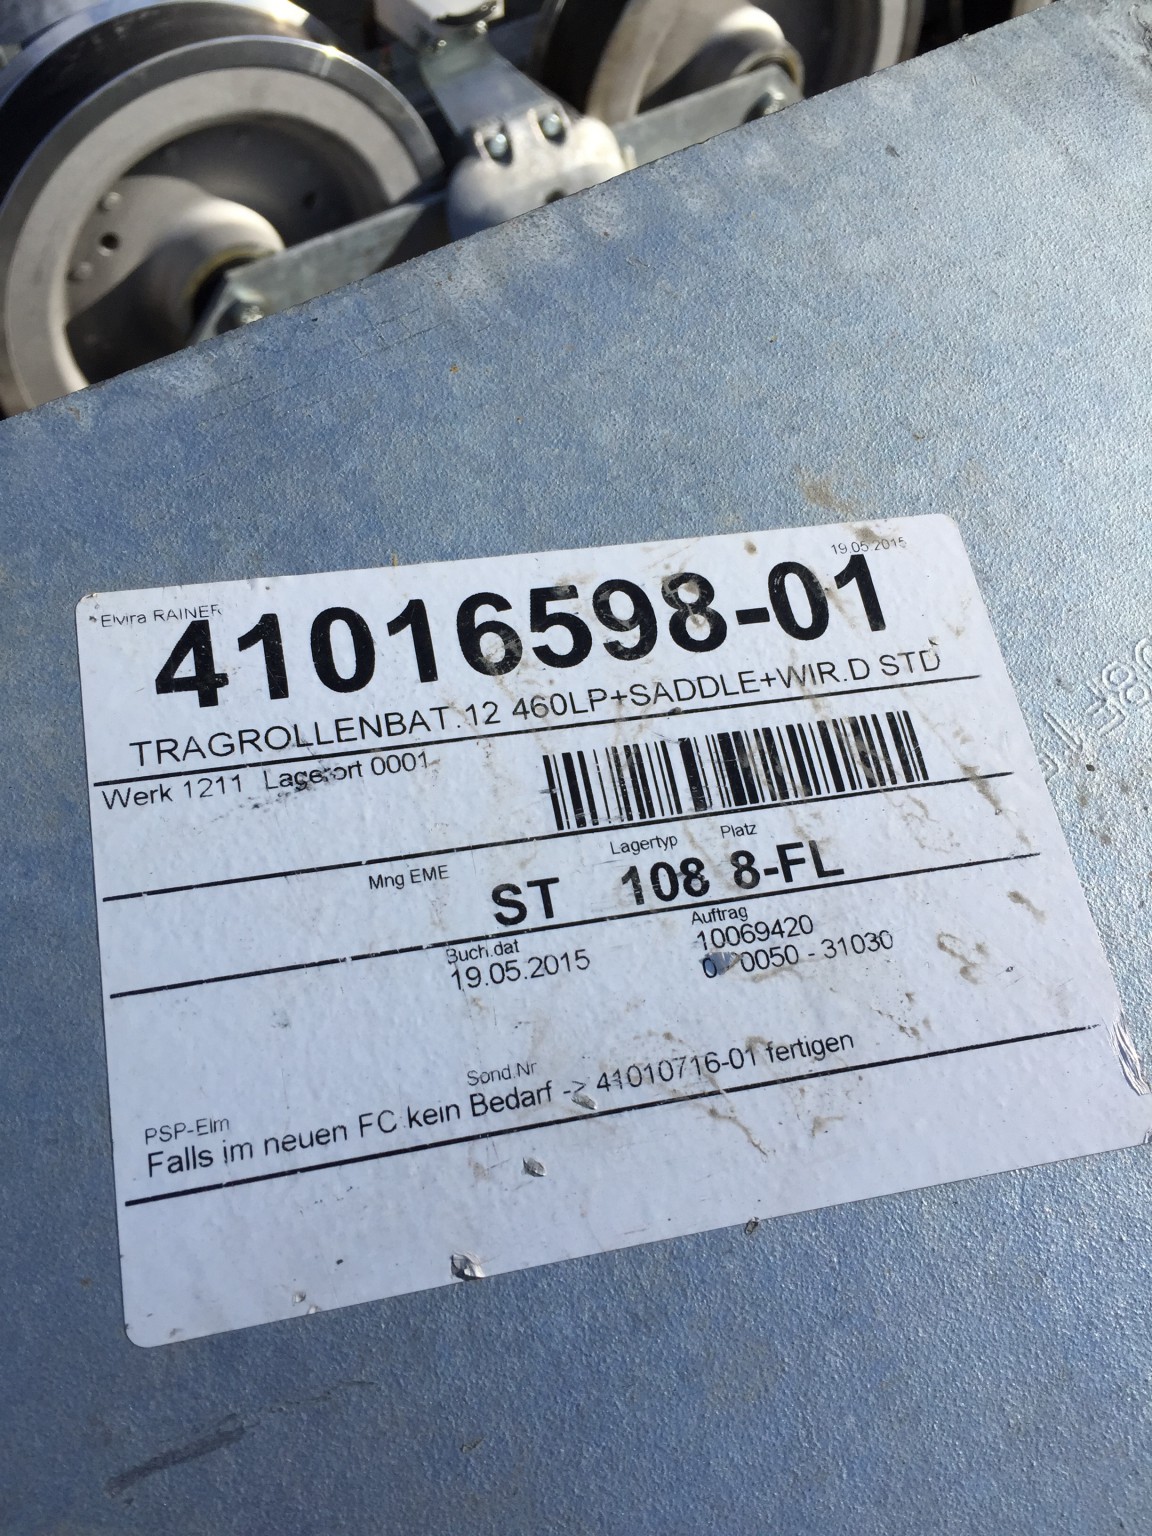 19.05.2015
Elvira RAINER
41016598-01
TRAGROLLENBAT.12 460LP+SADDLE+WIR.D STD
Werk 1211 Lagerort 0001
Mng EME Lagertyp Platz
ST 108 8-FL
Buch.dat Auftrag
19.05.2015 10069420
0050 - 31030
PSP-Elm Sond.Nr
Falls im neuen FC kein Bedarf -> 41010716-01 fertigen